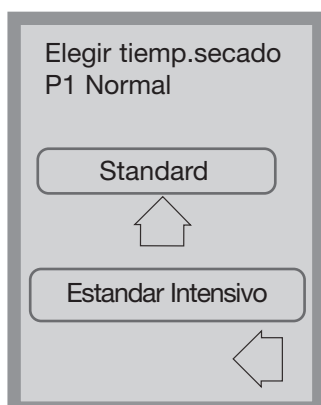 Elegir tiemp.secado
P1 Normal
Standard
Estandar Intensivo